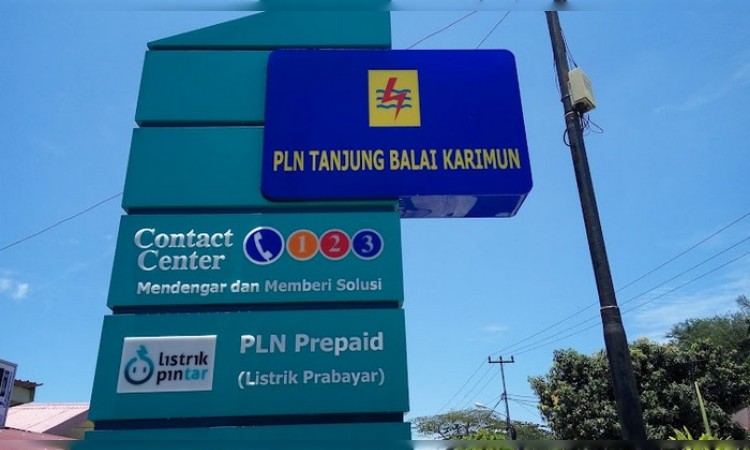 PLN TANJUNG BALAI KARIMUN
Contact
Center
1 2 3
Mendengar dan Memberi Solusi
listrik
pintar
PLN Prepaid
(Listrik Prabayar)